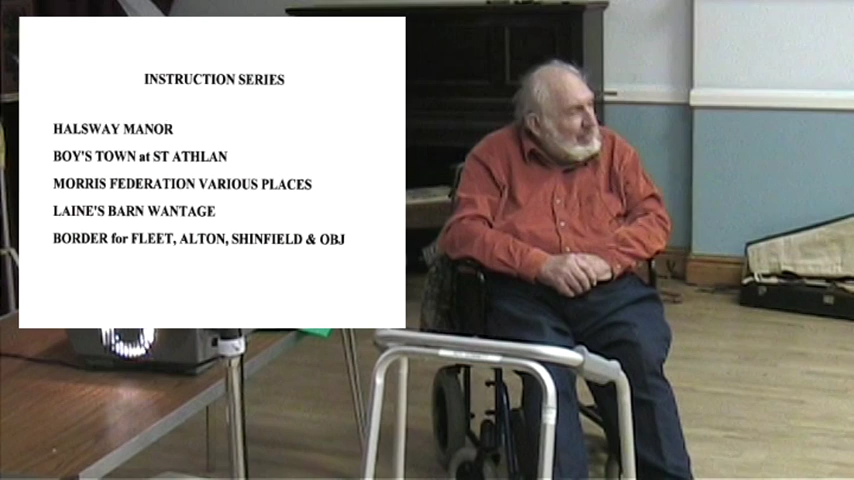 INSTRUCTION SERIES
HALSWAY MANOR
BOY'S TOWN at ST ATHLAN
MORRIS FEDERATION VARIOUS PLACES
LAINE'S BARN WANTAGE
BORDER for FLEET, ALTON, SHINFIELD & OBJ